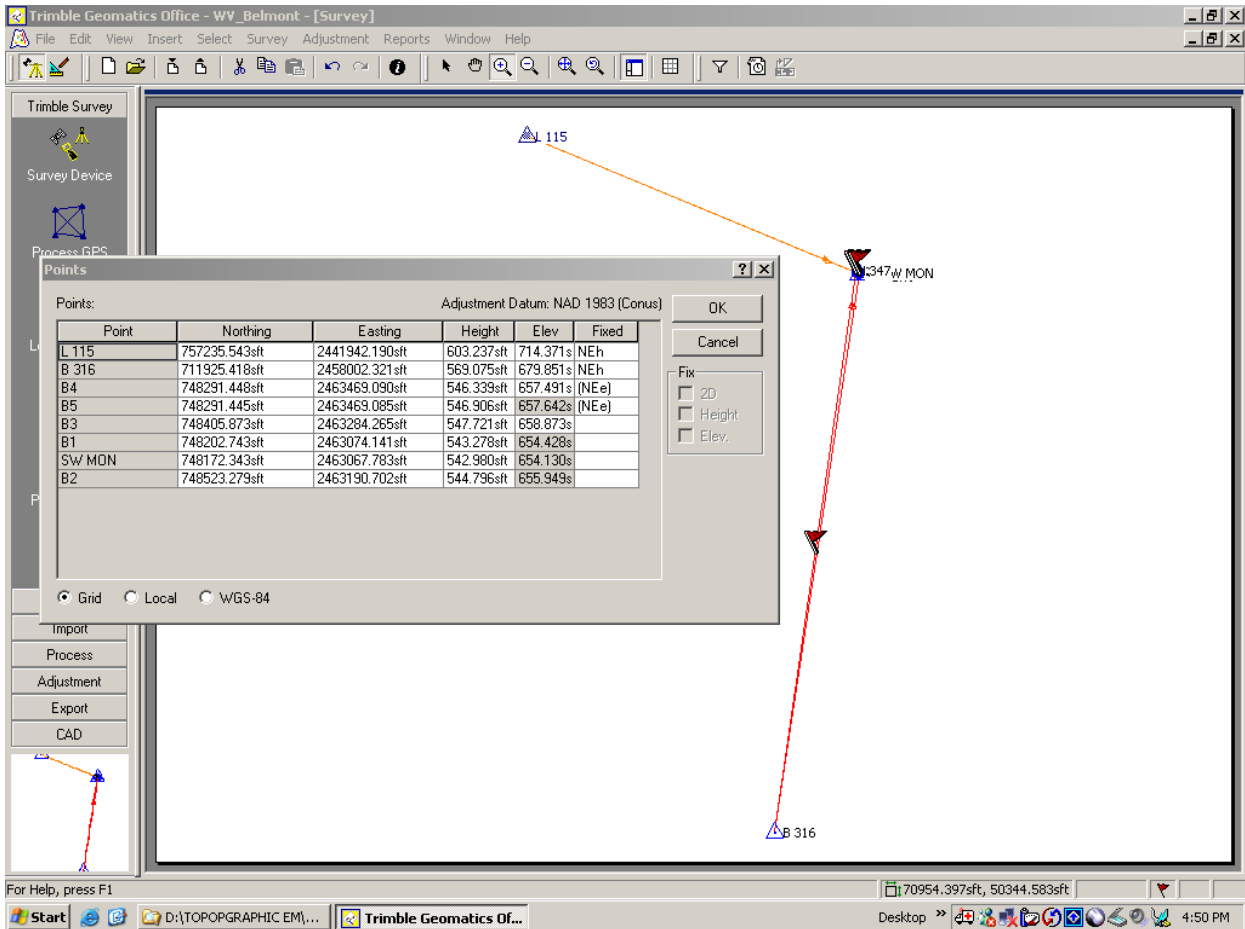 Trimble Geomatics Office - WV_Belmont - [Survey]
File Edit View Insert Select Survey Adjustment Reports Window Help
Trimble Survey
Survey Device
Process GPS
L 115
347 W MON
B 316
Points
Points:
Adjustment Datum: NAD 1983 (Conus)
Point Northing Easting Height Elev Fixed
L 115 757235.543sft 2441942.190sft 603.237sft 714.371s NEh
B 316 711925.418sft 2458002.321sft 569.075sft 679.851s NEh
B4 748291.448sft 2463469.090sft 546.339sft 657.491s (NEe)
B5 748291.445sft 2463469.085sft 546.906sft 657.642s (NEe)
B3 748405.873sft 2463284.265sft 547.721sft 658.873s
B1 748202.743sft 2463074.141sft 543.278sft 654.428s
SW MON 748172.343sft 2463067.783sft 542.980sft 654.130s
B2 748523.279sft 2463190.702sft 544.796sft 655.949s
OK
Cancel
Fix
2D
Height
Elev.
Grid Local WGS-84
Import
Process
Adjustment
Export
CAD
For Help, press F1
70954.397sft, 50344.583sft
Start
D:\TOPOPGRAPHIC EM\...
Trimble Geomatics Of...
Desktop »
4:50 PM